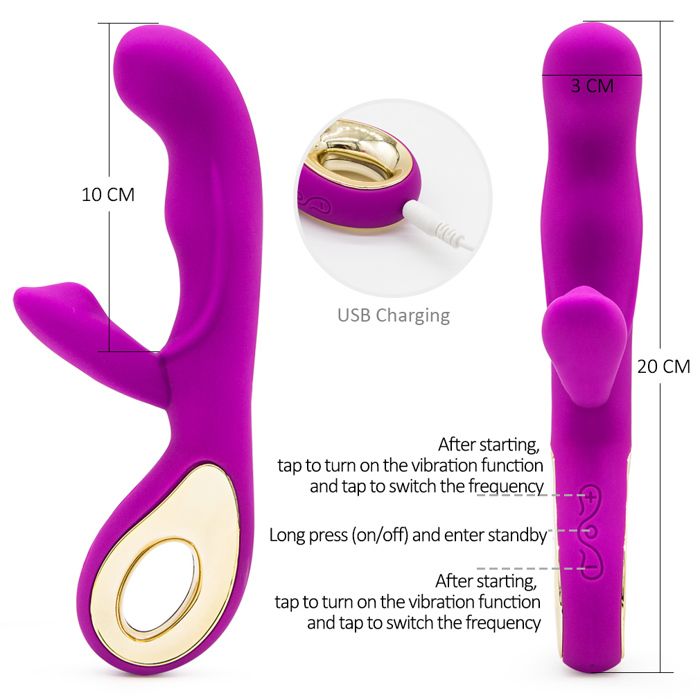 3 CM
10 CM
USB Charging
20 CM
After starting,
tap to turn on the vibration function
and tap to switch the frequency
Long press (on/off) and enter standby
After starting,
tap to turn on the vibration function
and tap to switch the frequency